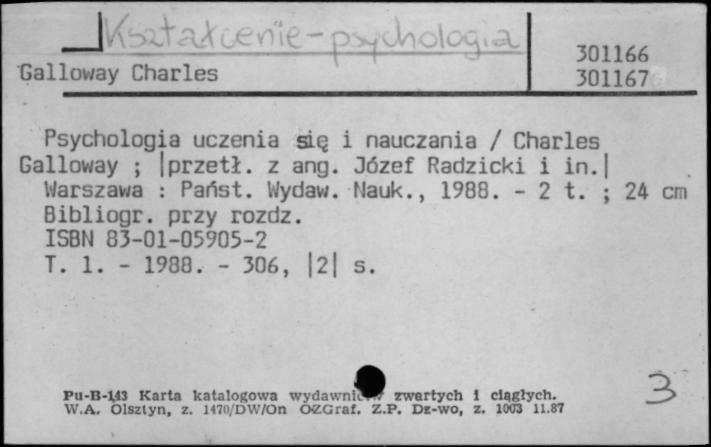 Kształcenie - psychologia
301166
Galloway Charles
301167
Psychologia uczenia się i nauczania / Charles
Galloway ; |przetł. z ang. Józef Radzicki i in.|
Warszawa : Państ. Wydaw. Nauk., 1988. - 2 t. ; 24 cm
Bibliogr. przy rozdz.
ISBN 83-01-05905-2
T. 1. - 1988. - 306, |2| s.
3
Pu-B-143 Karta katalogowa zwartych i ciągłych.
W.A. Olsztyn, z. 1470/DW/On OZGraf. Z.P. Dz-wo, z. 1003 11.87